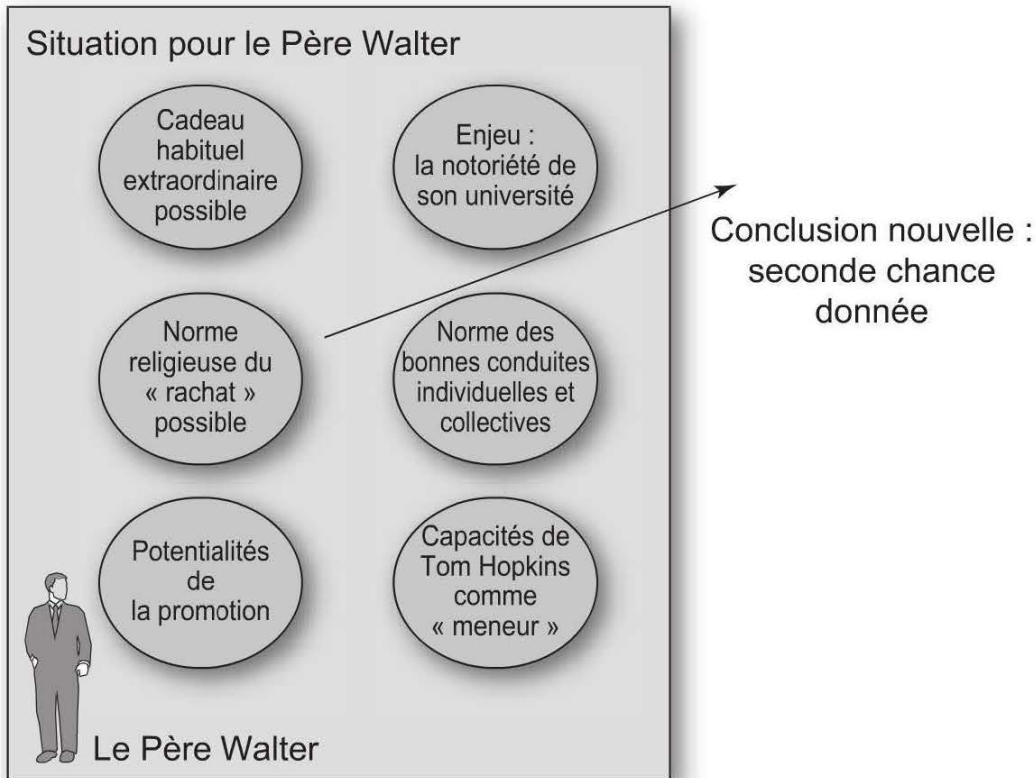 Situation pour le Père Walter
Cadeau
habituel
extraordinaire
possible
Enjeu :
la notoriété de
son université
Conclusion nouvelle :
seconde chance
donnée
Norme
religieuse du
« rachat »
possible
Norme des
bonnes conduites
individuelles et
collectives
Potentialités
de
la promotion
Capacités de
Tom Hopkins
comme
« meneur »
Le Père Walter